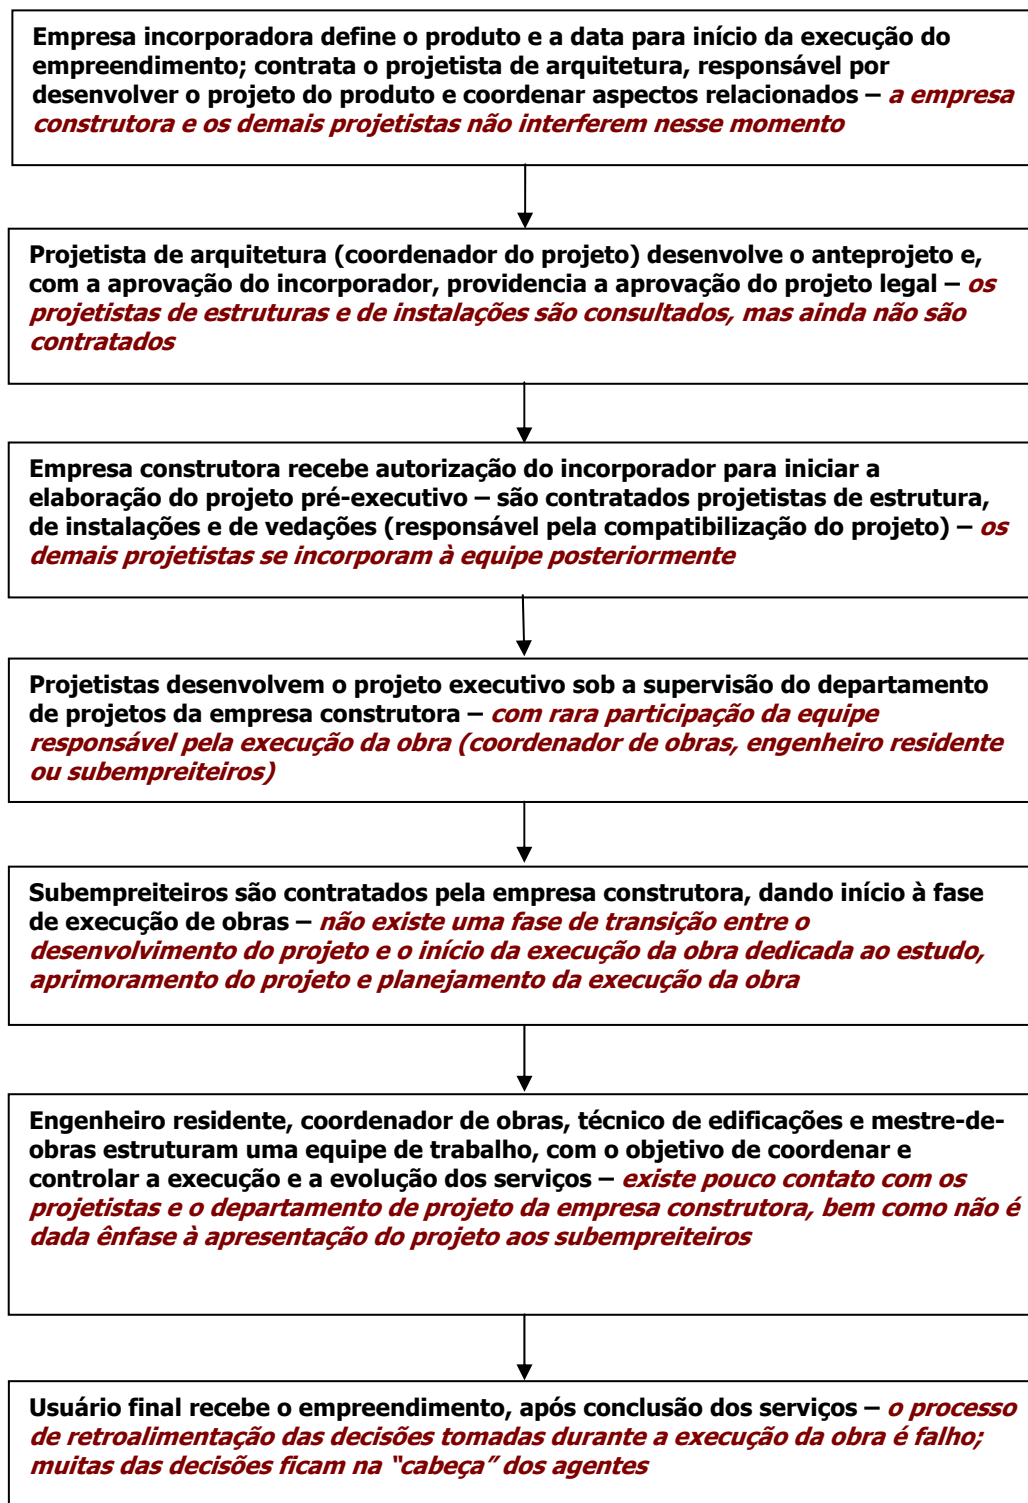 Empresa incorporadora define o produto e a data para início da execução do
empreendimento; contrata o projetista de arquitetura, responsável por
desenvolver o projeto do produto e coordenar aspectos relacionados – a empresa
construtora e os demais projetistas não interferem nesse momento
Projetista de arquitetura (coordenador do projeto) desenvolve o anteprojeto e,
com a aprovação do incorporador, providencia a aprovação do projeto legal – os
projetistas de estruturas e de instalações são consultados, mas ainda não são
contratados
Empresa construtora recebe autorização do incorporador para iniciar a
elaboração do projeto pré-executivo – são contratados projetistas de estrutura,
de instalações e de vedações (responsável pela compatibilização do projeto) – os
demais projetistas se incorporam à equipe posteriormente
Projetistas desenvolvem o projeto executivo sob a supervisão do departamento
de projetos da empresa construtora – com rara participação da equipe
responsável pela execução da obra (coordenador de obras, engenheiro residente
ou subempreiteiros)
Subempreiteiros são contratados pela empresa construtora, dando início à fase
de execução de obras – não existe uma fase de transição entre o
desenvolvimento do projeto e o início da execução da obra dedicada ao estudo,
aprimoramento do projeto e planejamento da execução da obra
Engenheiro residente, coordenador de obras, técnico de edificações e mestre-de-
obras estruturam uma equipe de trabalho, com o objetivo de coordenar e
controlar a execução e a evolução dos serviços – existe pouco contato com os
projetistas e o departamento de projeto da empresa construtora, bem como não é
dada ênfase à apresentação do projeto aos subempreiteiros
Usuário final recebe o empreendimento, após conclusão dos serviços – o processo
de retroalimentação das decisões tomadas durante a execução da obra é falho;
muitas das decisões ficam na “cabeça” dos agentes